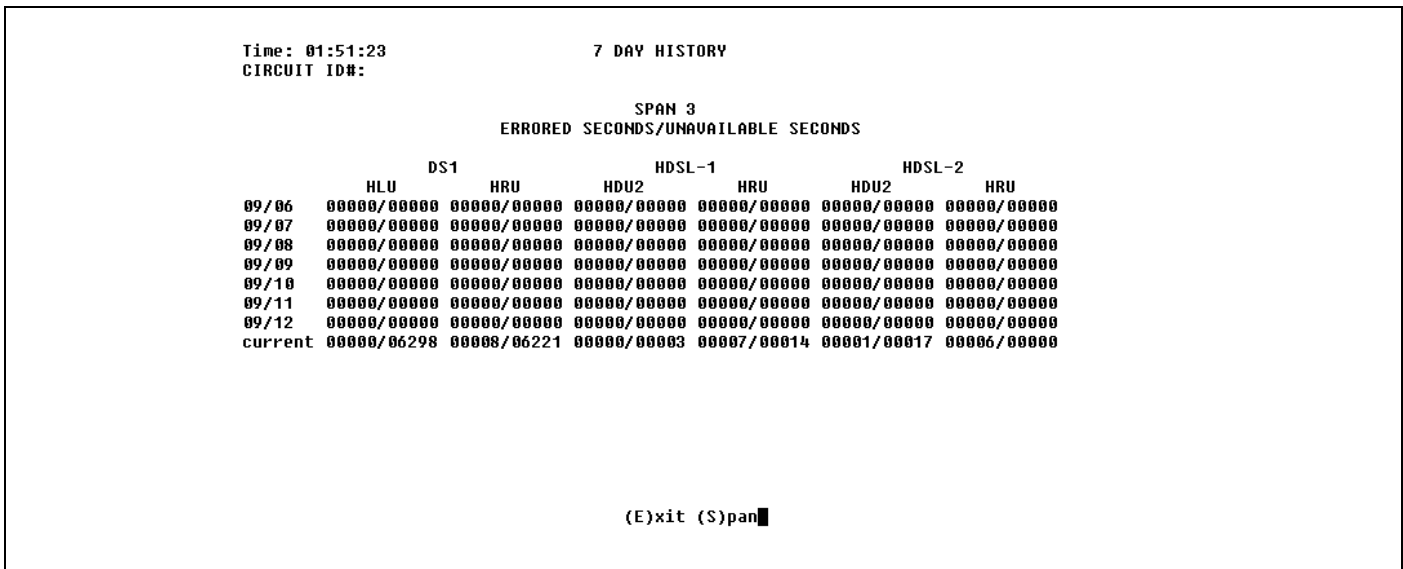 Time: 01:51:23 7 DAY HISTORY
CIRCUIT ID#:
SPAN 3
ERRORED SECONDS/UNAVAILABLE SECONDS
DS1 HDSL-1 HDSL-2
HLU HRU HDU2 HRU HDU2 HRU
09/06 00000/00000 00000/00000 00000/00000 00000/00000 00000/00000 00000/00000
09/07 00000/00000 00000/00000 00000/00000 00000/00000 00000/00000 00000/00000
09/08 00000/00000 00000/00000 00000/00000 00000/00000 00000/00000 00000/00000
09/09 00000/00000 00000/00000 00000/00000 00000/00000 00000/00000 00000/00000
09/10 00000/00000 00000/00000 00000/00000 00000/00000 00000/00000 00000/00000
09/11 00000/00000 00000/00000 00000/00000 00000/00000 00000/00000 00000/00000
09/12 00000/00000 00000/00000 00000/00000 00000/00000 00000/00000 00000/00000
current 00000/06298 00008/06221 00000/00003 00007/00014 00001/00017 00006/00000
(E)xit (S)pan